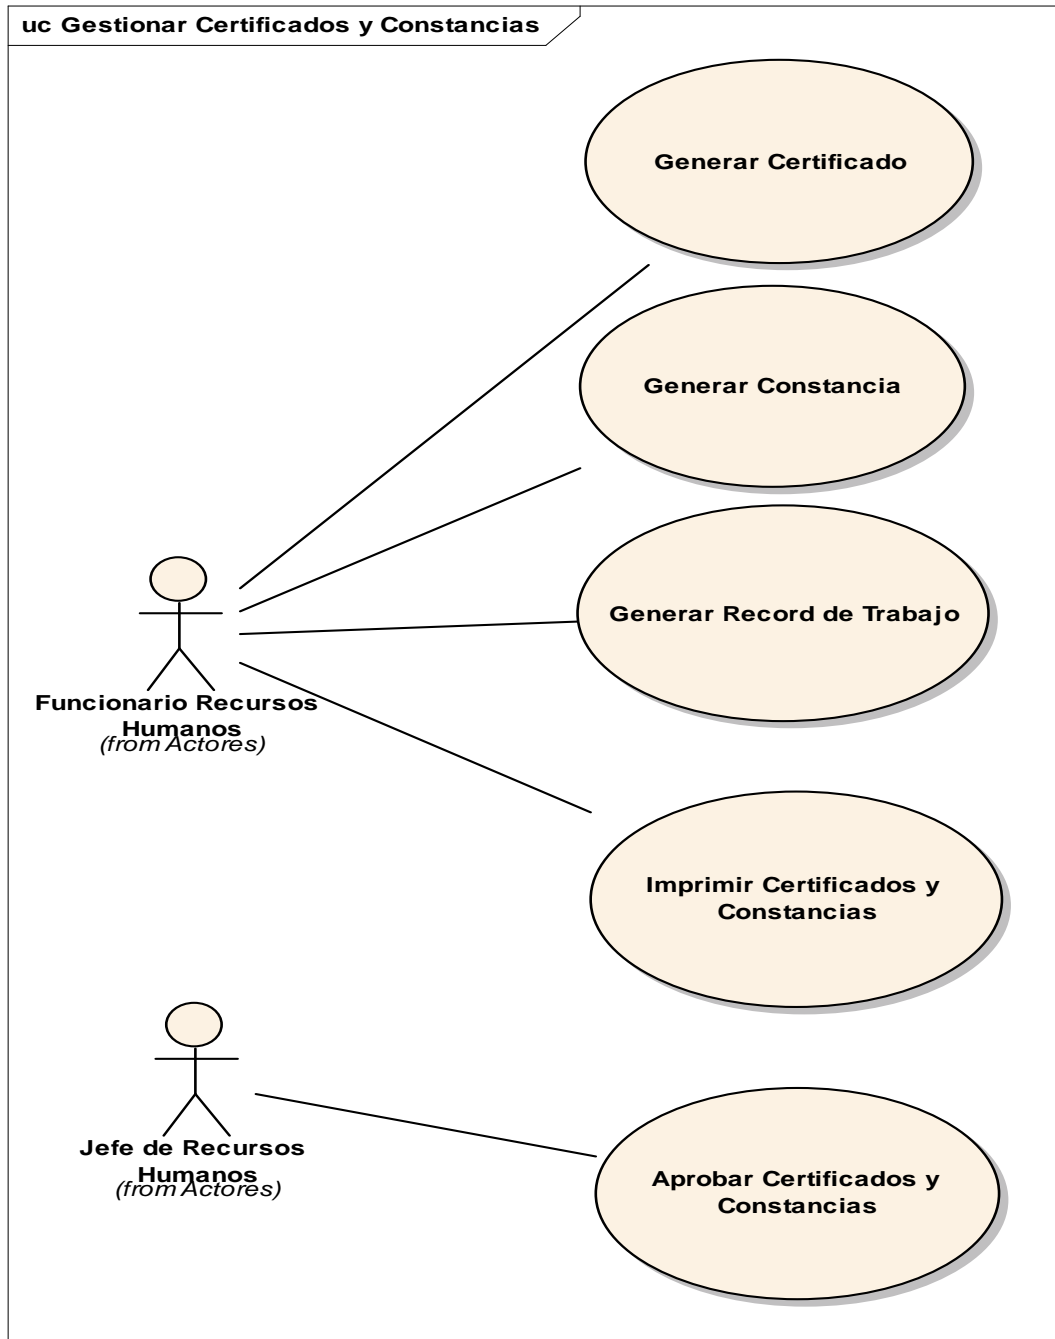 uc Gestionar Certificados y Constancias
Generar Certificado
Generar Constancia
Generar Record de Trabajo
Funcionario Recursos
Humanos
(from Actores)
Imprimir Certificados y
Constancias
Jefe de Recursos
Humanos
(from Actores)
Aprobar Certificados y
Constancias